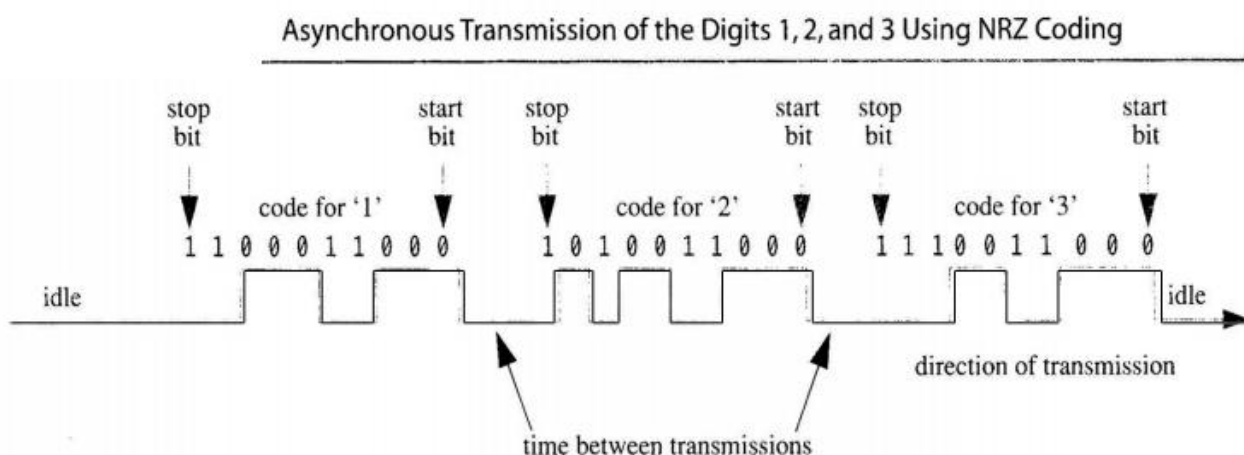 Asynchronous Transmission of the Digits 1, 2, and 3 Using NRZ Coding
stop bit
start bit
stop bit
start bit
stop bit
start bit
code for '1'
code for '2'
code for '3'
1 1 0 0 0 1 1 0 0 0
1 0 1 0 0 1 1 0 0 0
1 1 1 0 0 1 1 0 0 0
idle
idle
direction of transmission
time between transmissions